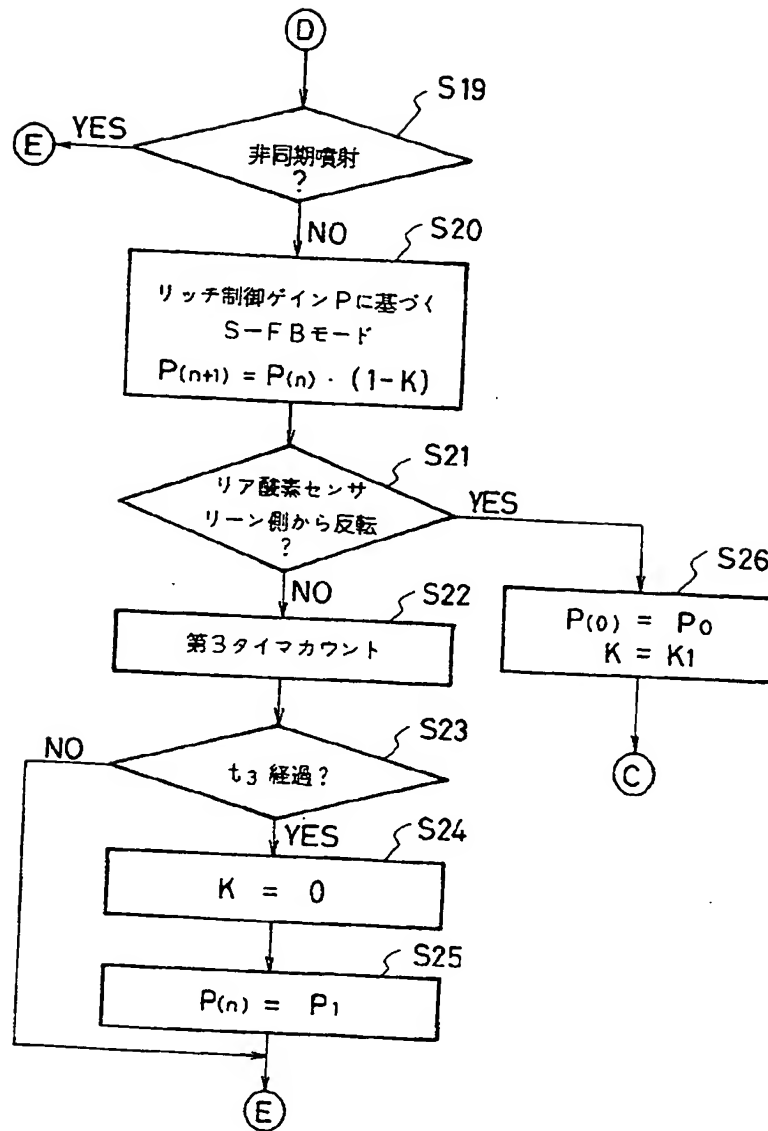 D
S19
E
YES
非同期噴射
?
NO
S20
リッチ制御ゲインPに基づく
S-FBモード
P(n+1) = P(n) · (1-K)
S21
リア酸素センサ
リーン側から反転
?
YES
NO
S26
P(0) = P0
K = K1
C
S22
第3タイマカウント
S23
NO
t3 経過?
YES
S24
K = 0
S25
P(n) = P1
E